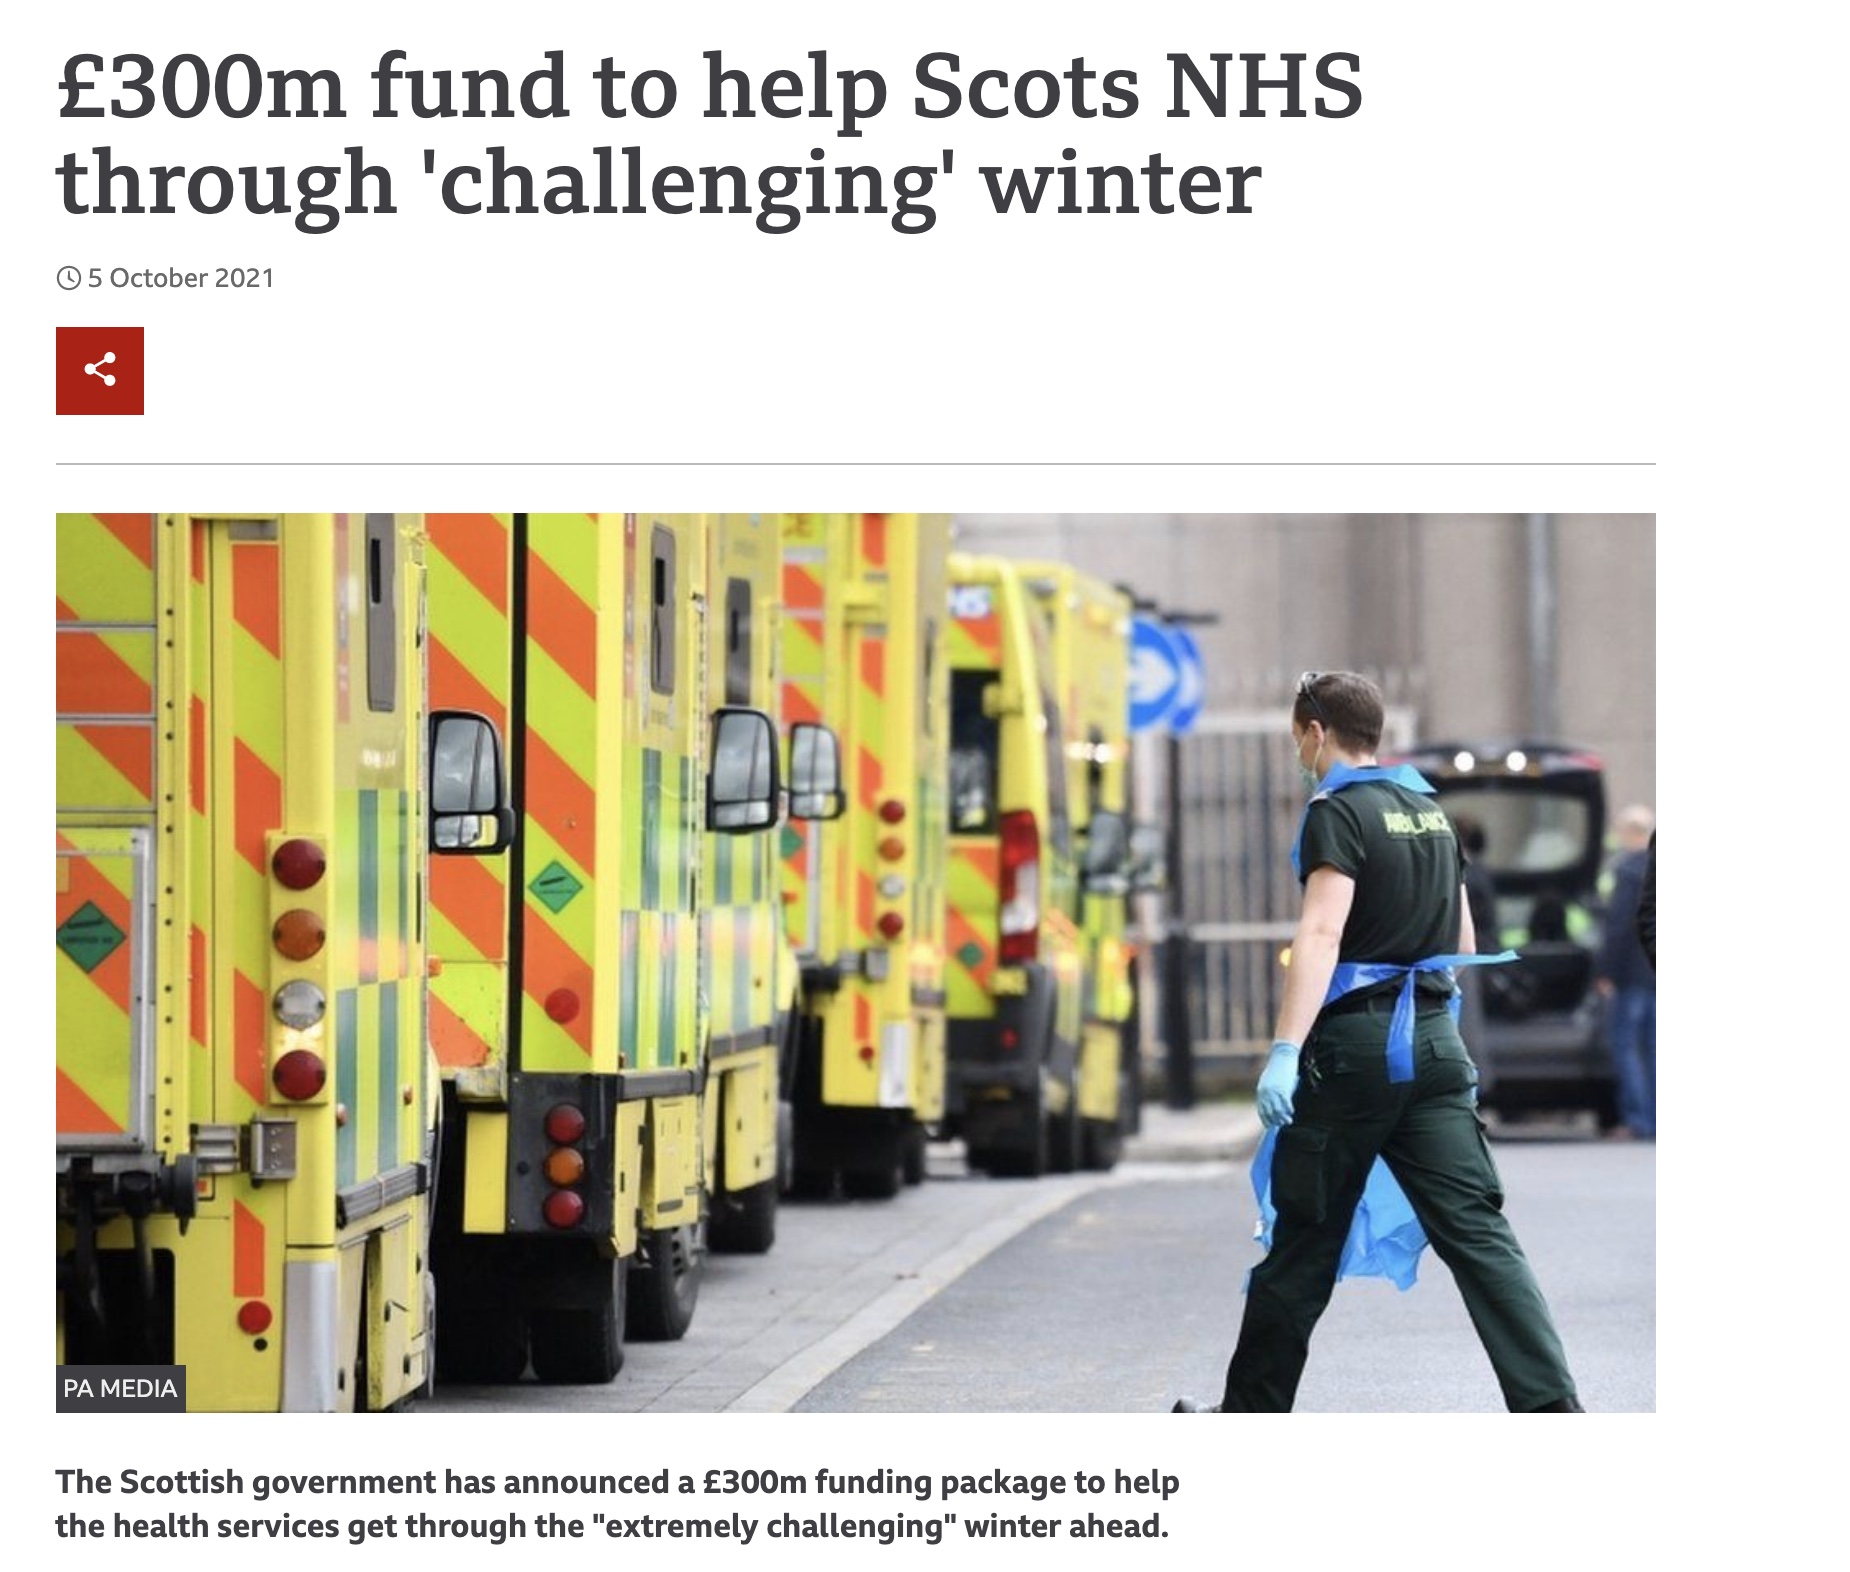 £300m fund to help Scots NHS
through 'challenging' winter
5 October 2021
AMBULANCE
PA MEDIA
The Scottish government has announced a £300m funding package to help
the health services get through the "extremely challenging" winter ahead.